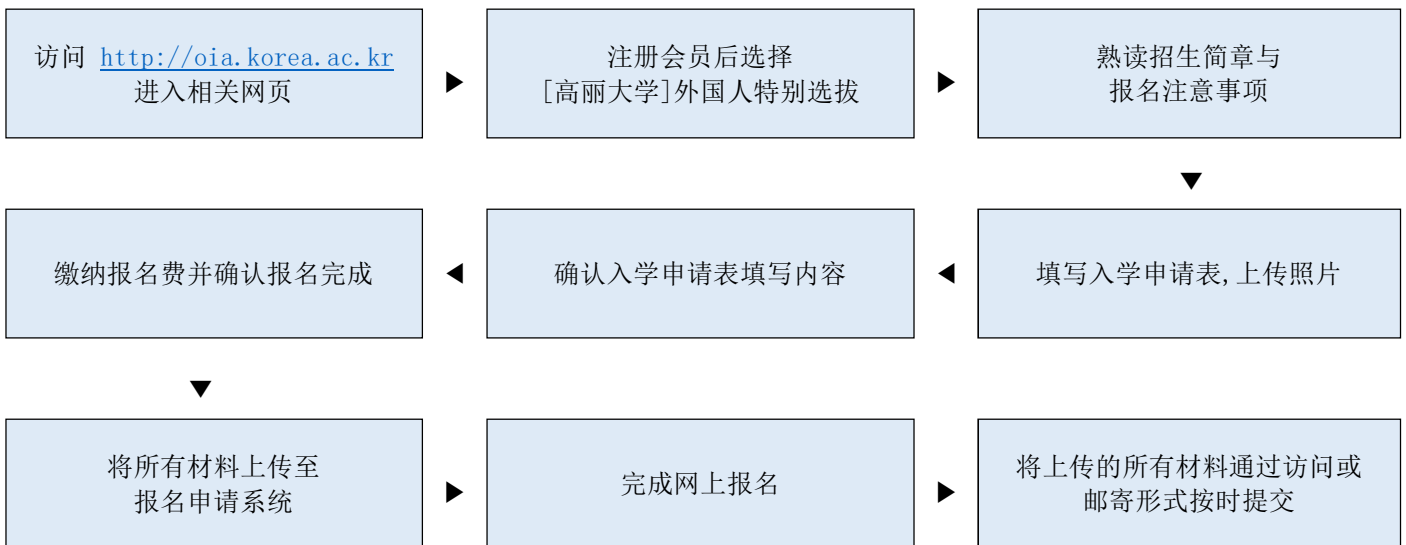 访问 http://oia.korea.ac.kr
进入相关网页
注册会员后选择
[高丽大学]外国人特别选拔
熟读招生简章与
报名注意事项
填写入学申请表,上传照片
确认入学申请表填写内容
缴纳报名费并确认报名完成
将所有材料上传至
报名申请系统
完成网上报名
将上传的所有材料通过访问或
邮寄形式按时提交